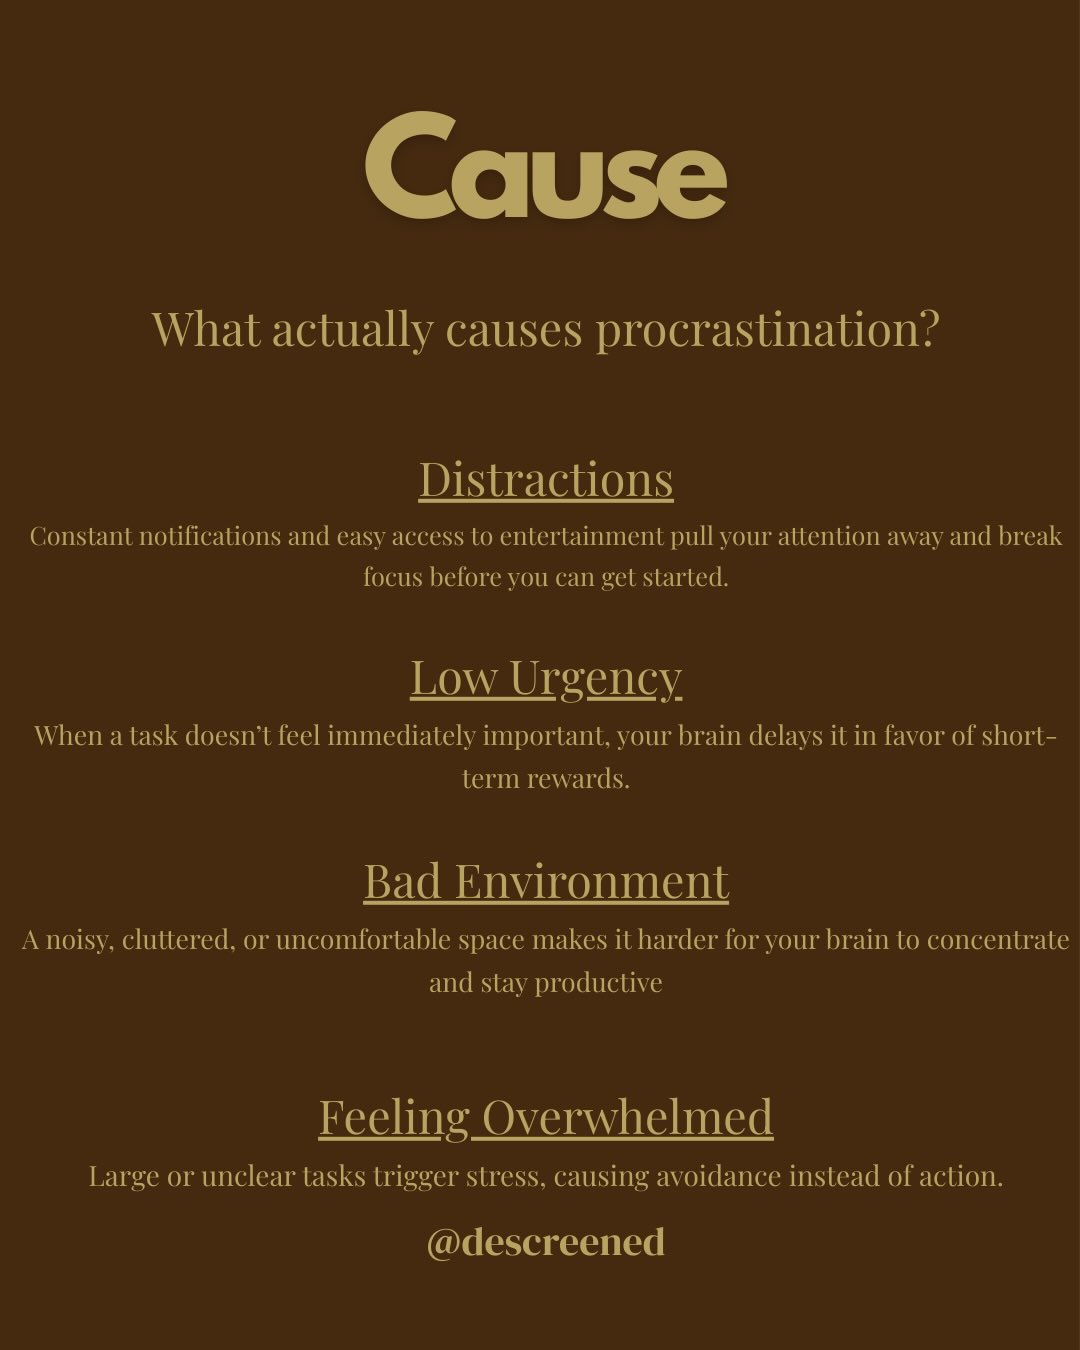 Cause
What actually causes procrastination?
Distractions
Constant notifications and easy access to entertainment pull your attention away and break
focus before you can get started.
Low Urgency
When a task doesn’t feel immediately important, your brain delays it in favor of short-
term rewards.
Bad Environment
A noisy, cluttered, or uncomfortable space makes it harder for your brain to concentrate
and stay productive
Feeling Overwhelmed
Large or unclear tasks trigger stress, causing avoidance instead of action.
@descreened